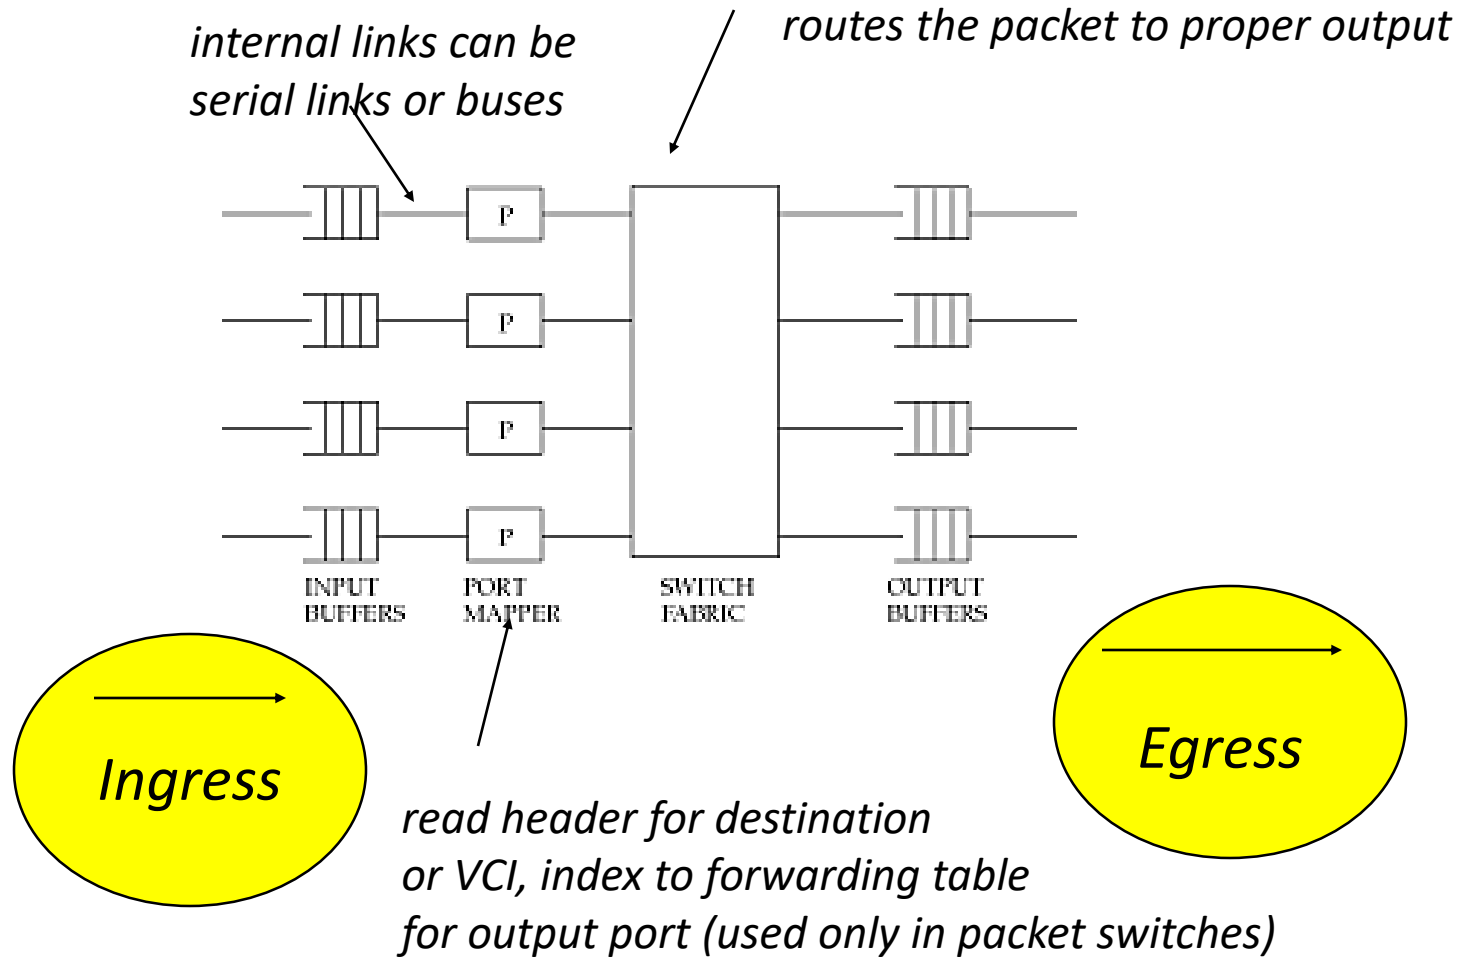 routes the packet to proper output
internal links can be
serial links or buses
P
P
P
P
INPUT
BUFFERS
PORT
MAPPER
SWITCH
FABRIC
OUTPUT
BUFFERS
Ingress
Egress
read header for destination
or VCI, index to forwarding table
for output port (used only in packet switches)